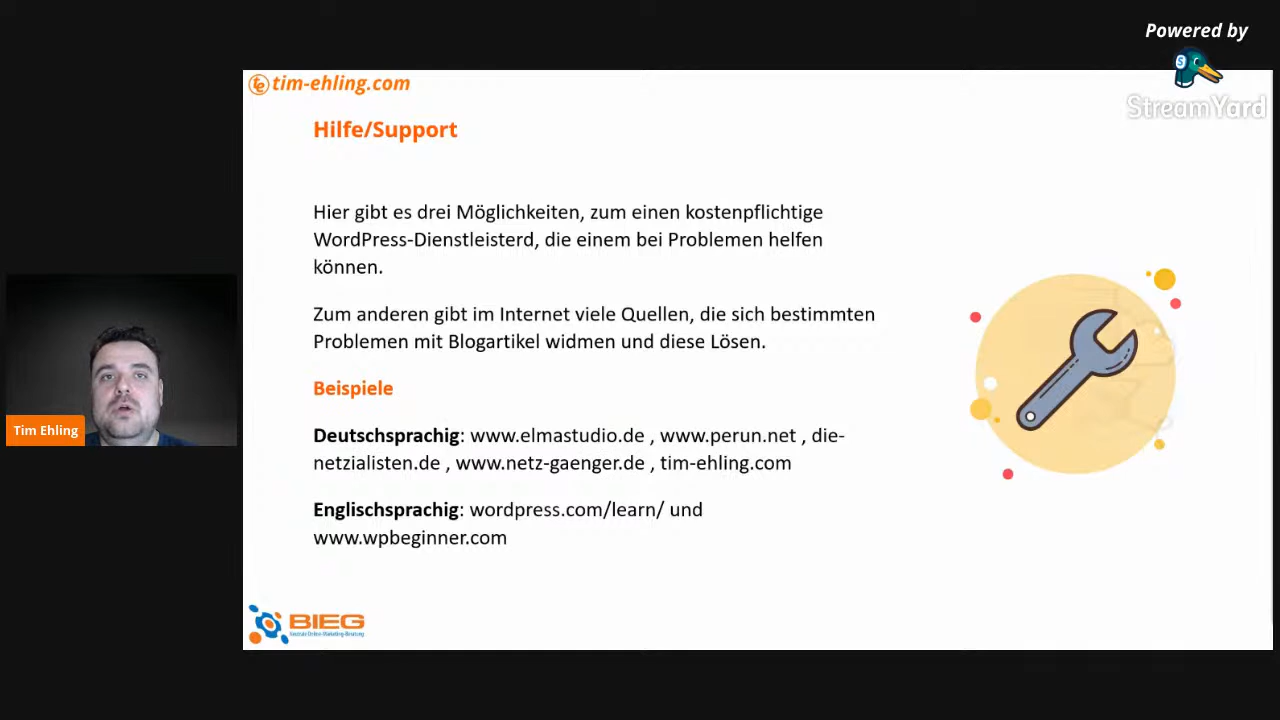 Powered by
StreamYard
tim-ehling.com
Hilfe/Support
Hier gibt es drei Möglichkeiten, zum einen kostenpflichtige
WordPress-Dienstleisterd, die einem bei Problemen helfen
können.
Zum anderen gibt im Internet viele Quellen, die sich bestimmten
Problemen mit Blogartikel widmen und diese Lösen.
Beispiele
Deutschsprachig: www.elmastudio.de , www.perun.net , die-
netzialisten.de , www.netz-gaenger.de , tim-ehling.com
Englischsprachig: wordpress.com/learn/ und
www.wpbeginner.com
Tim Ehling
BIEG